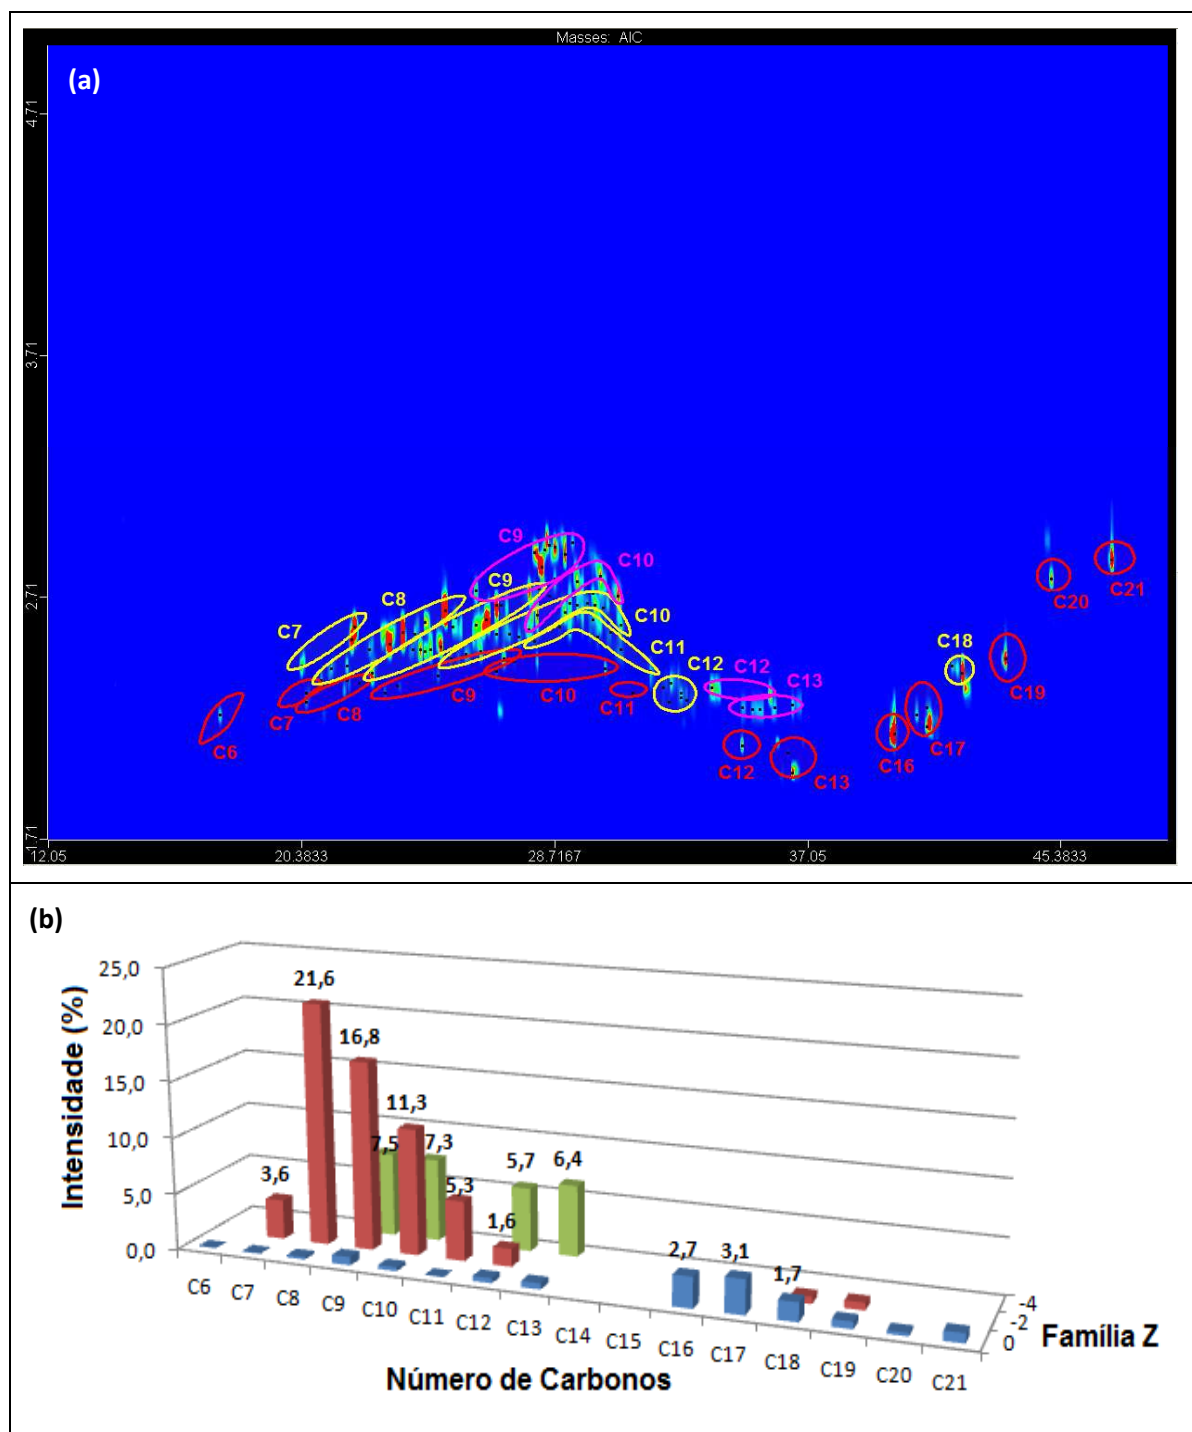 Masses: AIC
(a)
4.71
3.71
2.71
1.71
12.05
20.3833
28.7167
37.05
45.3833
C9
C10
C9
C8
C7
C10
C11
C12
C12
C13
C18
C21
C20
C19
C17
C16
C13
C12
C11
C10
C9
C8
C7
C6
(b)
Intensidade (%)
25,0
20,0
15,0
10,0
5,0
0,0
3,6
21,6
16,8
11,3
7,5
7,3
5,3
1,6
5,7
6,4
2,7
3,1
1,7
C6
C7
C8
C9
C10
C11
C12
C13
C14
C15
C16
C17
C18
C19
C20
C21
-4
-2
0
Família Z
Número de Carbonos